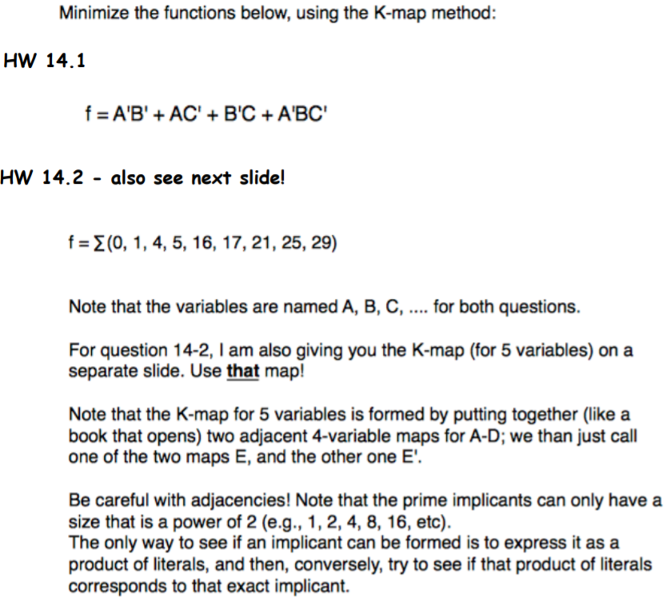 Minimize the functions below, using the K-map method:
HW 14.1
f = A'B' + AC' + B'C + A'BC'
HW 14.2 - also see next slide!
f = Σ(0, 1, 4, 5, 16, 17, 21, 25, 29)
Note that the variables are named A, B, C, .... for both questions.
For question 14-2, I am also giving you the K-map (for 5 variables) on a
separate slide. Use that map!
Note that the K-map for 5 variables is formed by putting together (like a
book that opens) two adjacent 4-variable maps for A-D; we than just call
one of the two maps E, and the other one E'.
Be careful with adjacencies! Note that the prime implicants can only have a
size that is a power of 2 (e.g., 1, 2, 4, 8, 16, etc).
The only way to see if an implicant can be formed is to express it as a
product of literals, and then, conversely, try to see if that product of literals
corresponds to that exact implicant.